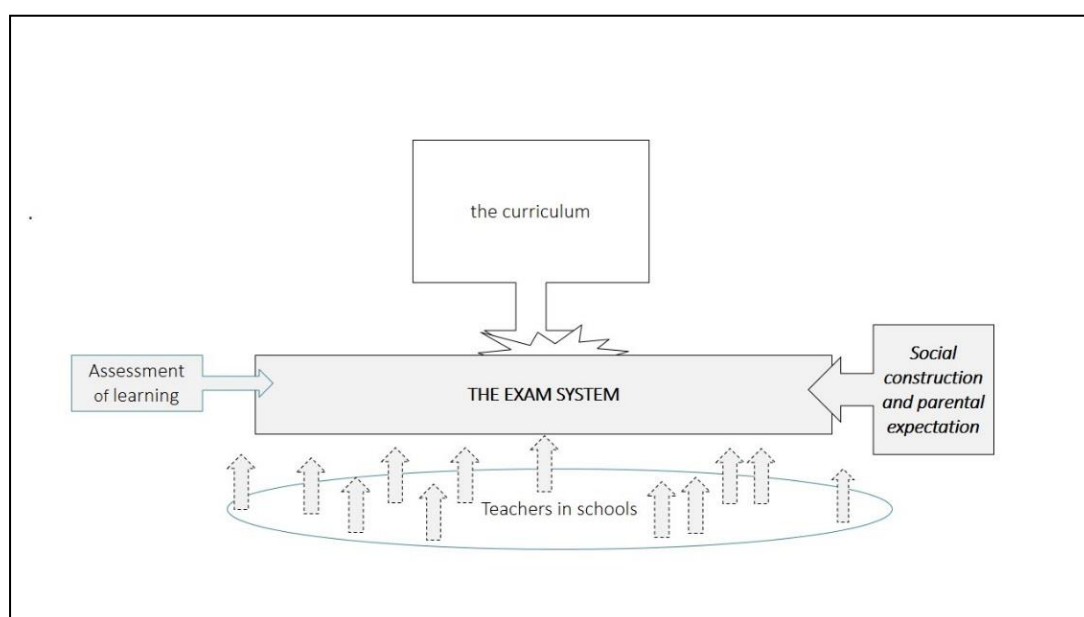 the curriculum
Assessment
of learning
THE EXAM SYSTEM
Social
construction
and parental
expectation
Teachers in schools